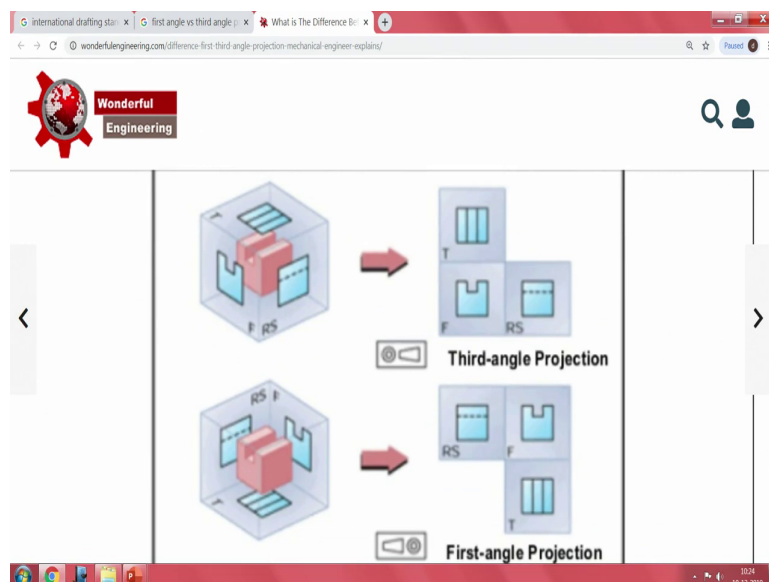 international drafting stan
first angle vs third angle p
What is The Difference Be
wonderfulengineering.com/difference-first-third-angle-projection-mechanical-engineer-explains/
Paused
d
Wonderful
Engineering
T
F
RS
T
F
RS
Third-angle Projection
RS
F
T
RS
F
T
First-angle Projection
10:24